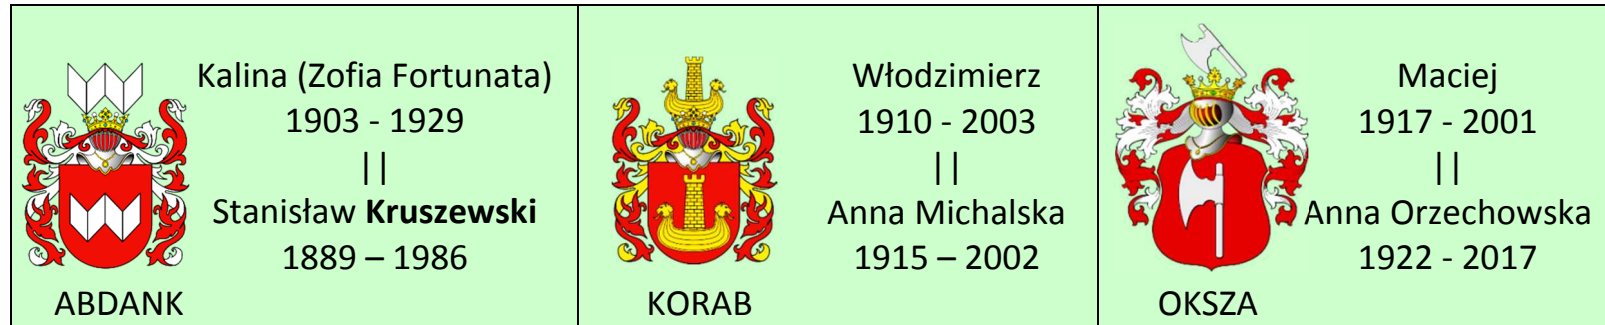 Kalina (Zofia Fortunata)
1903 - 1929
||
Stanisław Kruszewski
1889 – 1986
ABDANK
Włodzimierz
1910 - 2003
||
Anna Michalska
1915 – 2002
KORAB
Maciej
1917 - 2001
||
Anna Orzechowska
1922 - 2017
OKSZA